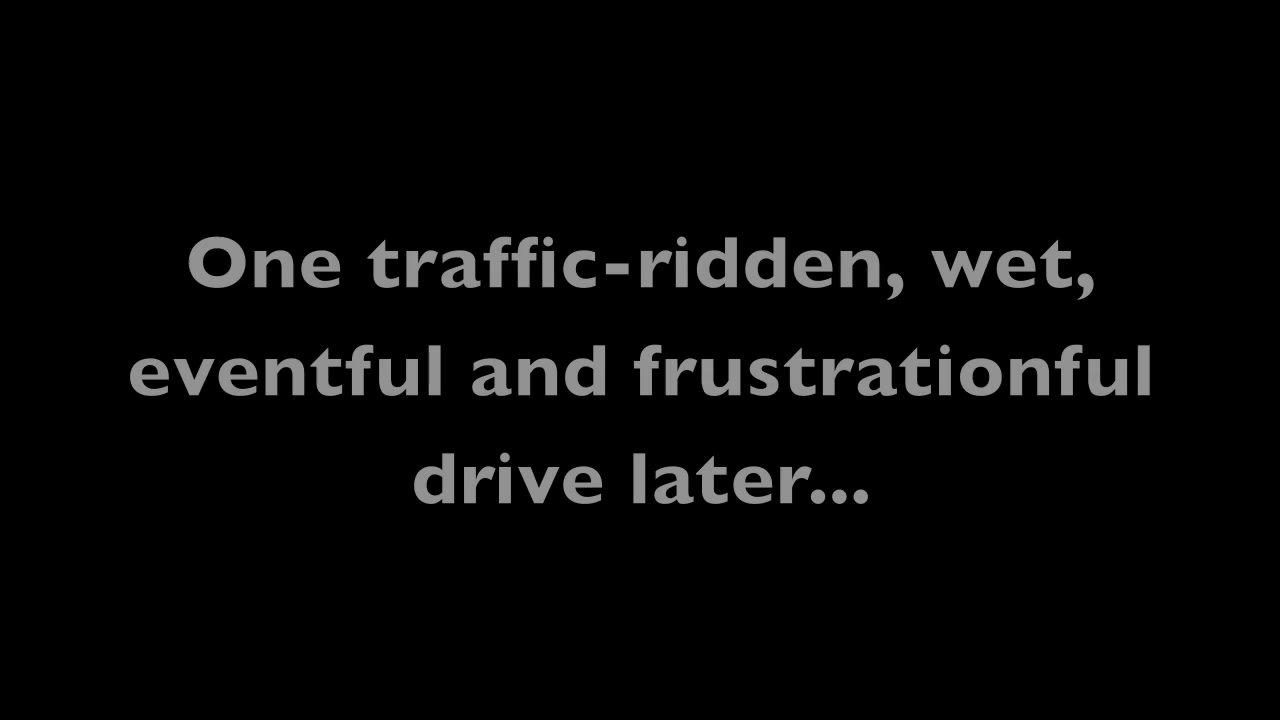 One traffic-ridden, wet,
eventful and frustrationful
drive later...